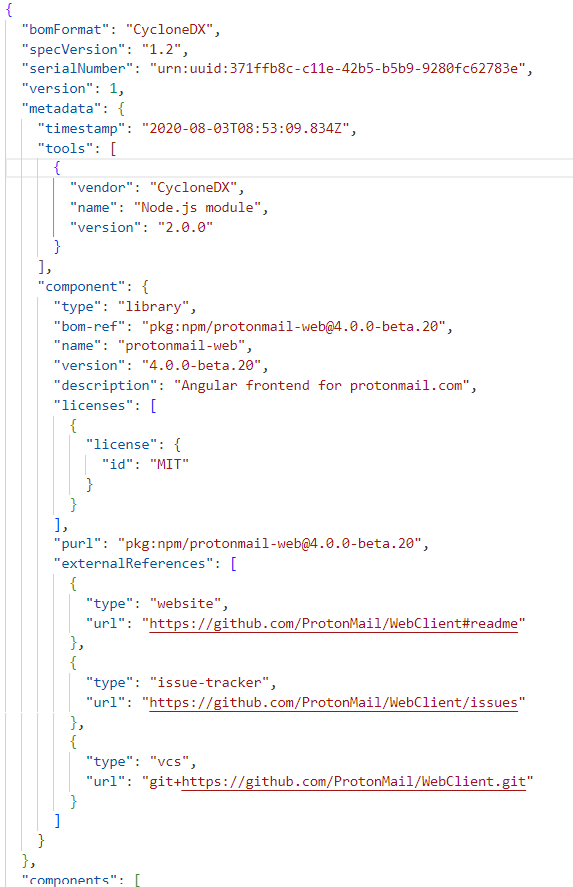 {
"bomFormat": "CycloneDX",
"specVersion": "1.2",
"serialNumber": "urn:uuid:371ffb8c-c11e-42b5-b5b9-9280fc62783e",
"version": 1,
"metadata": {
"timestamp": "2020-08-03T08:53:09.834Z",
"tools": [
{
"vendor": "CycloneDX",
"name": "Node.js module",
"version": "2.0.0"
}
],
"component": {
"type": "library",
"bom-ref": "pkg:npm/protonmail-web@4.0.0-beta.20",
"name": "protonmail-web",
"version": "4.0.0-beta.20",
"description": "Angular frontend for protonmail.com",
"licenses": [
{
"license": {
"id": "MIT"
}
}
],
"purl": "pkg:npm/protonmail-web@4.0.0-beta.20",
"externalReferences": [
{
"type": "website",
"url": "https://github.com/ProtonMail/WebClient#readme"
},
{
"type": "issue-tracker",
"url": "https://github.com/ProtonMail/WebClient/issues"
},
{
"type": "vcs",
"url": "git+https://github.com/ProtonMail/WebClient.git"
}
]
}
},
"components": [